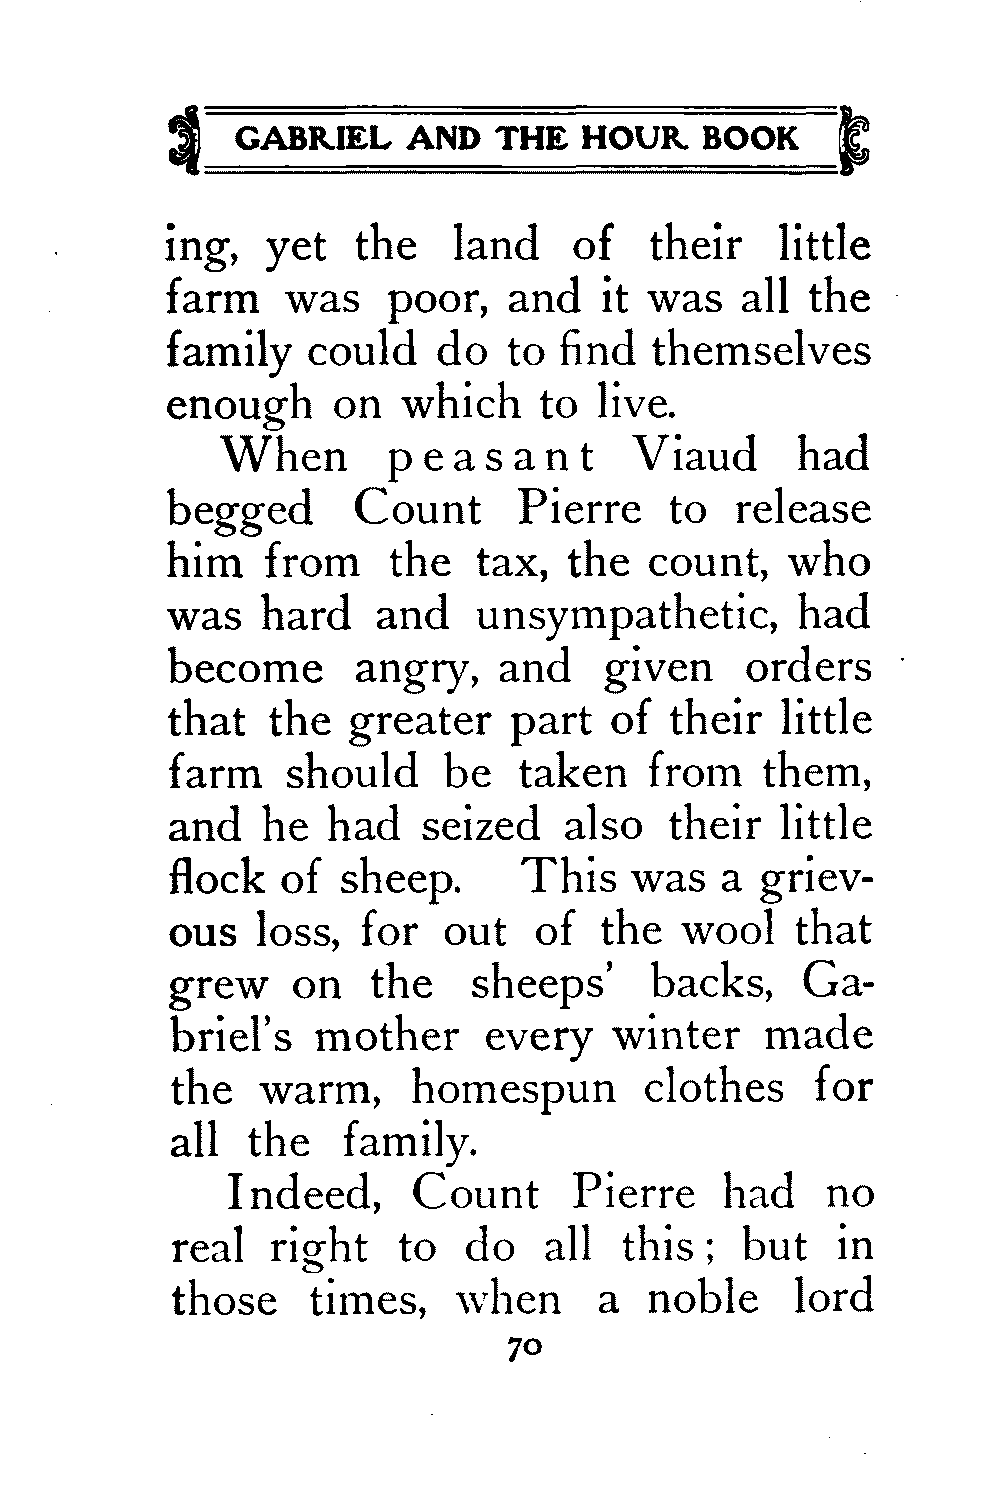 GABRIEL AND THE HOUR BOOK
ing, yet the land of their little
farm was poor, and it was all the
family could do to find themselves
enough on which to live.
When peasant Viaud had
begged Count Pierre to release
him from the tax, the count, who
was hard and unsympathetic, had
become angry, and given orders
that the greater part of their little
farm should be taken from them,
and he had seized also their little
flock of sheep. This was a griev-
ous loss, for out of the wool that
grew on the sheeps' backs, Ga-
briel's mother every winter made
the warm, homespun clothes for
all the family.
Indeed, Count Pierre had no
real right to do all this; but in
those times, when a noble lord
70